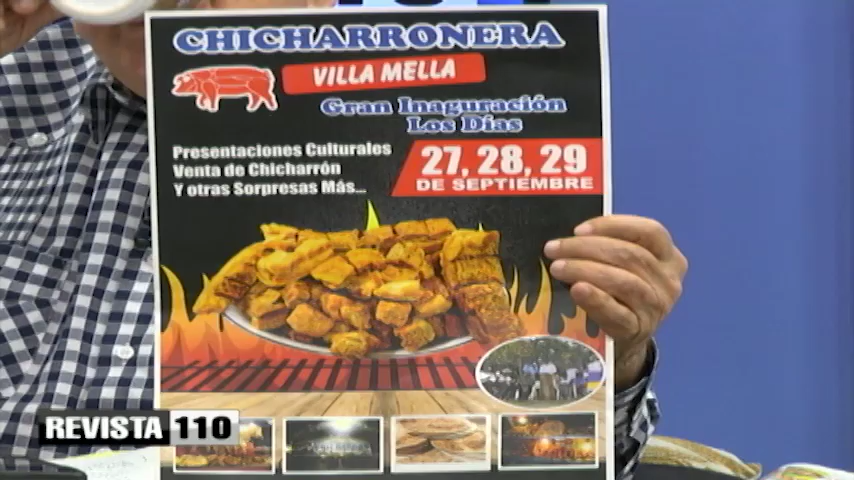 CHICHARRONERA
VILLA MELLA
Gran Inaguración
Los Días
Presentaciones Culturales
Venta de Chicharrón
Y otras Sorpresas Más...
27, 28, 29
DE SEPTIEMBRE
REVISTA 110